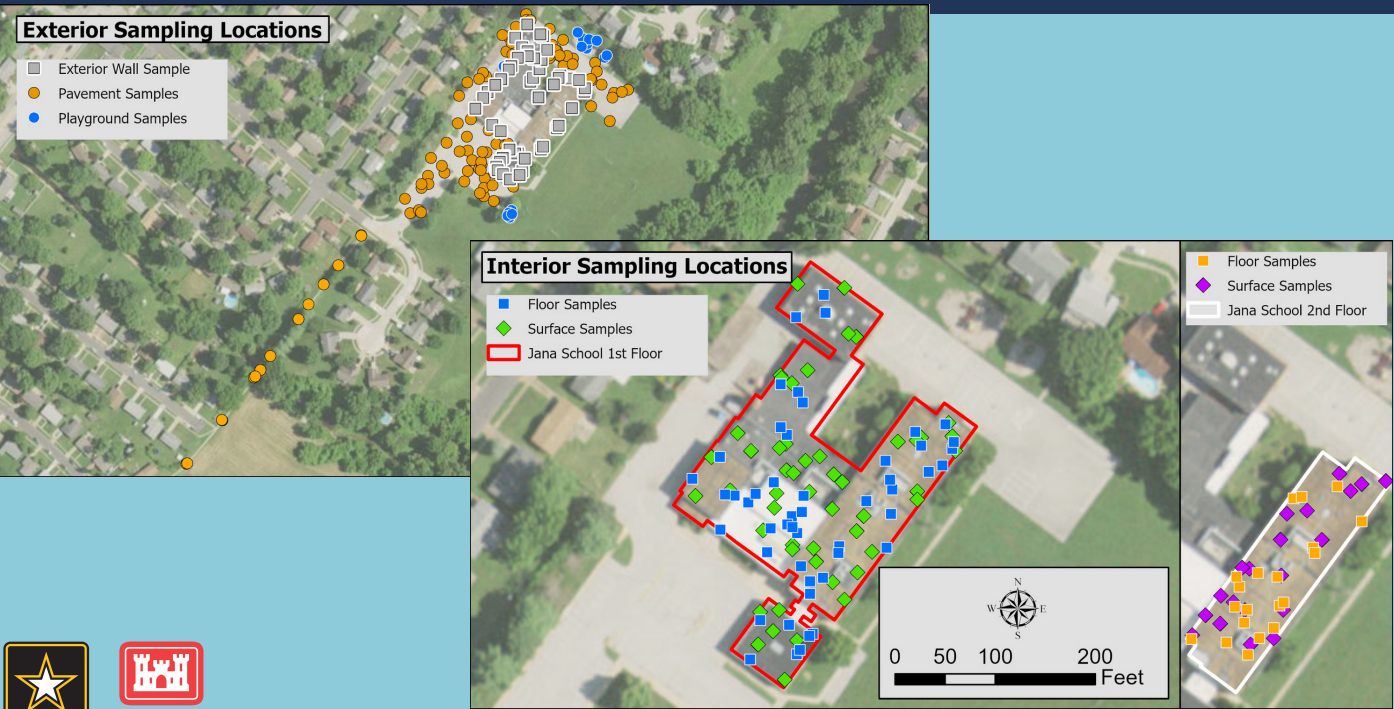 Exterior Sampling Locations
Exterior Wall Sample
Pavement Samples
Playground Samples
Interior Sampling Locations
Floor Samples
Surface Samples
Jana School 1st Floor
Floor Samples
Surface Samples
Jana School 2nd Floor
N
W E
S
0 50 100 200
Feet